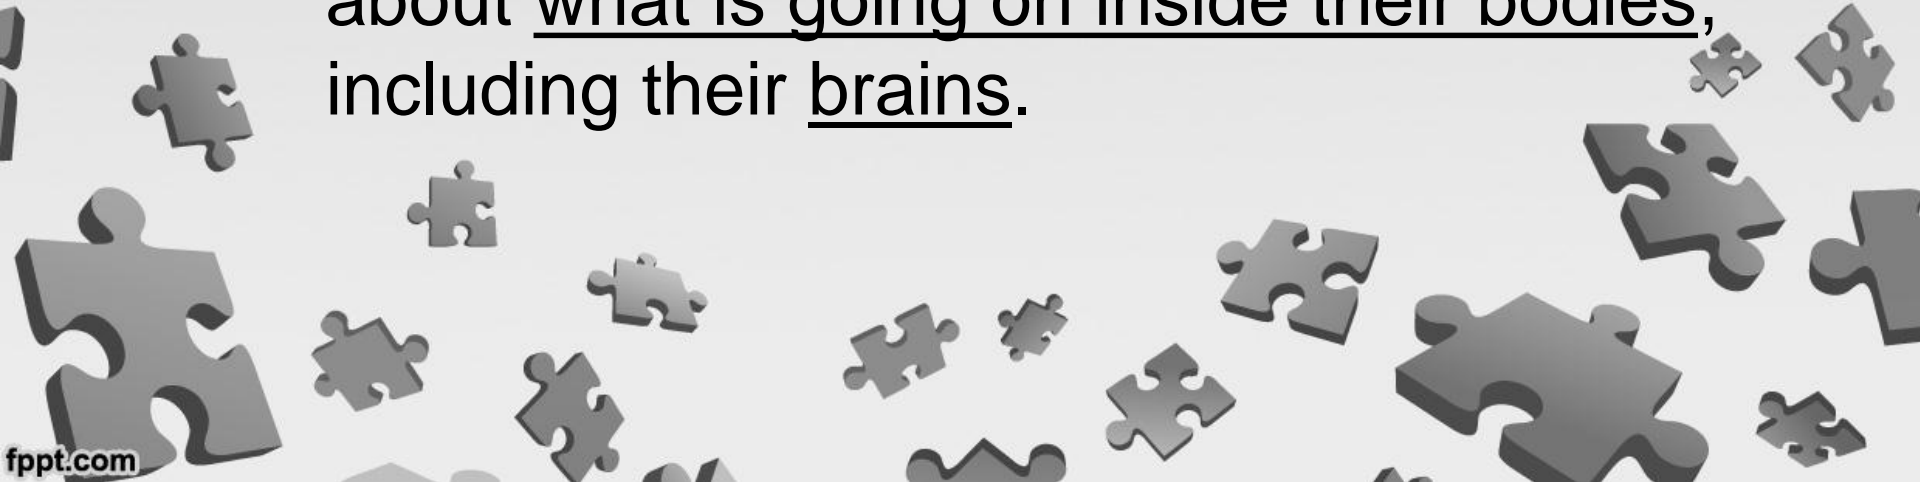 about what is going on inside their bodies,
including their brains.
fppt.com